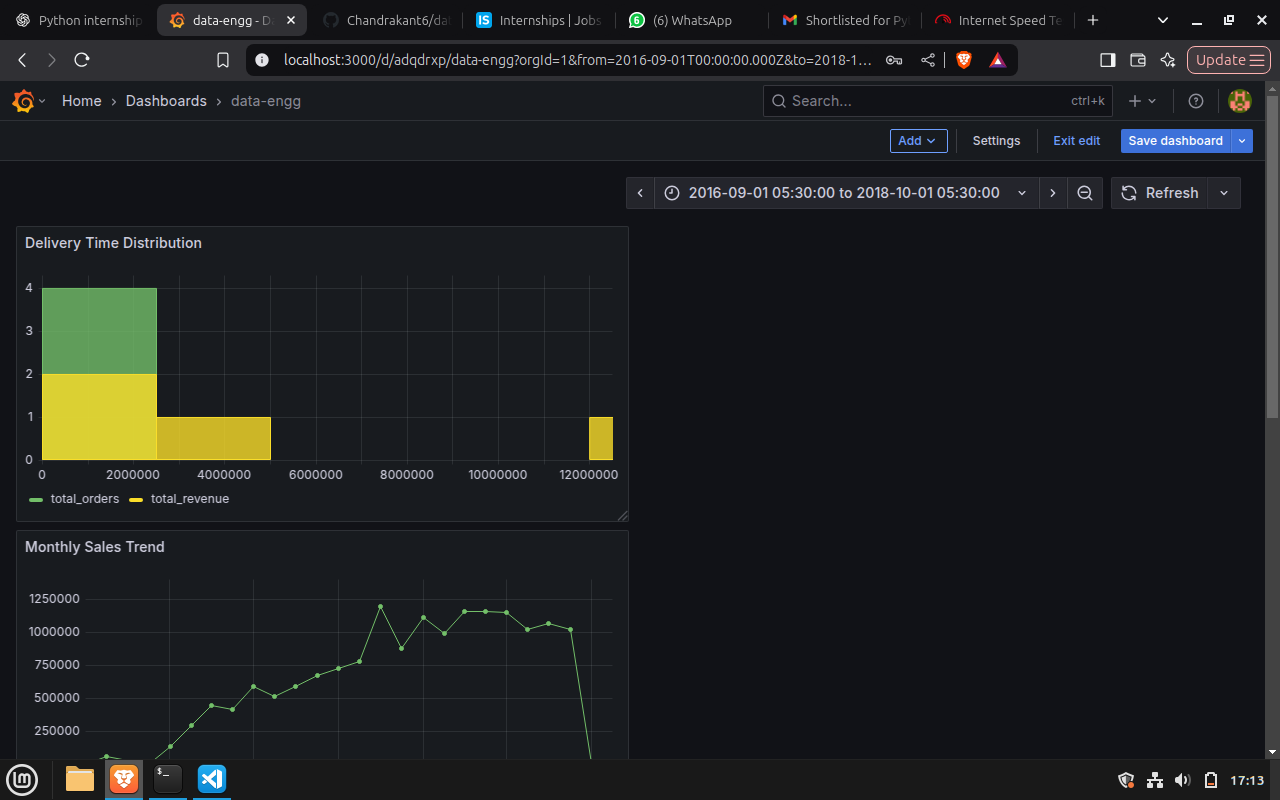 Python internship
data-engg - Da
Chandrakant6/da
Internships | Jobs
(6) WhatsApp
Shortlisted for Py
Internet Speed Te
localhost:3000/d/adqdrxp/data-engg?orgId=1&from=2016-09-01T00:00:00.000Z&to=2018-1...
Update
Home › Dashboards › data-engg
Search...
ctrl+k
Add
Settings
Exit edit
Save dashboard
2016-09-01 05:30:00 to 2018-10-01 05:30:00
Refresh
Delivery Time Distribution
4
3
2
1
0
0 2000000 4000000 6000000 8000000 10000000 12000000
total_orders total_revenue
Monthly Sales Trend
1250000
1000000
750000
500000
250000
17:13